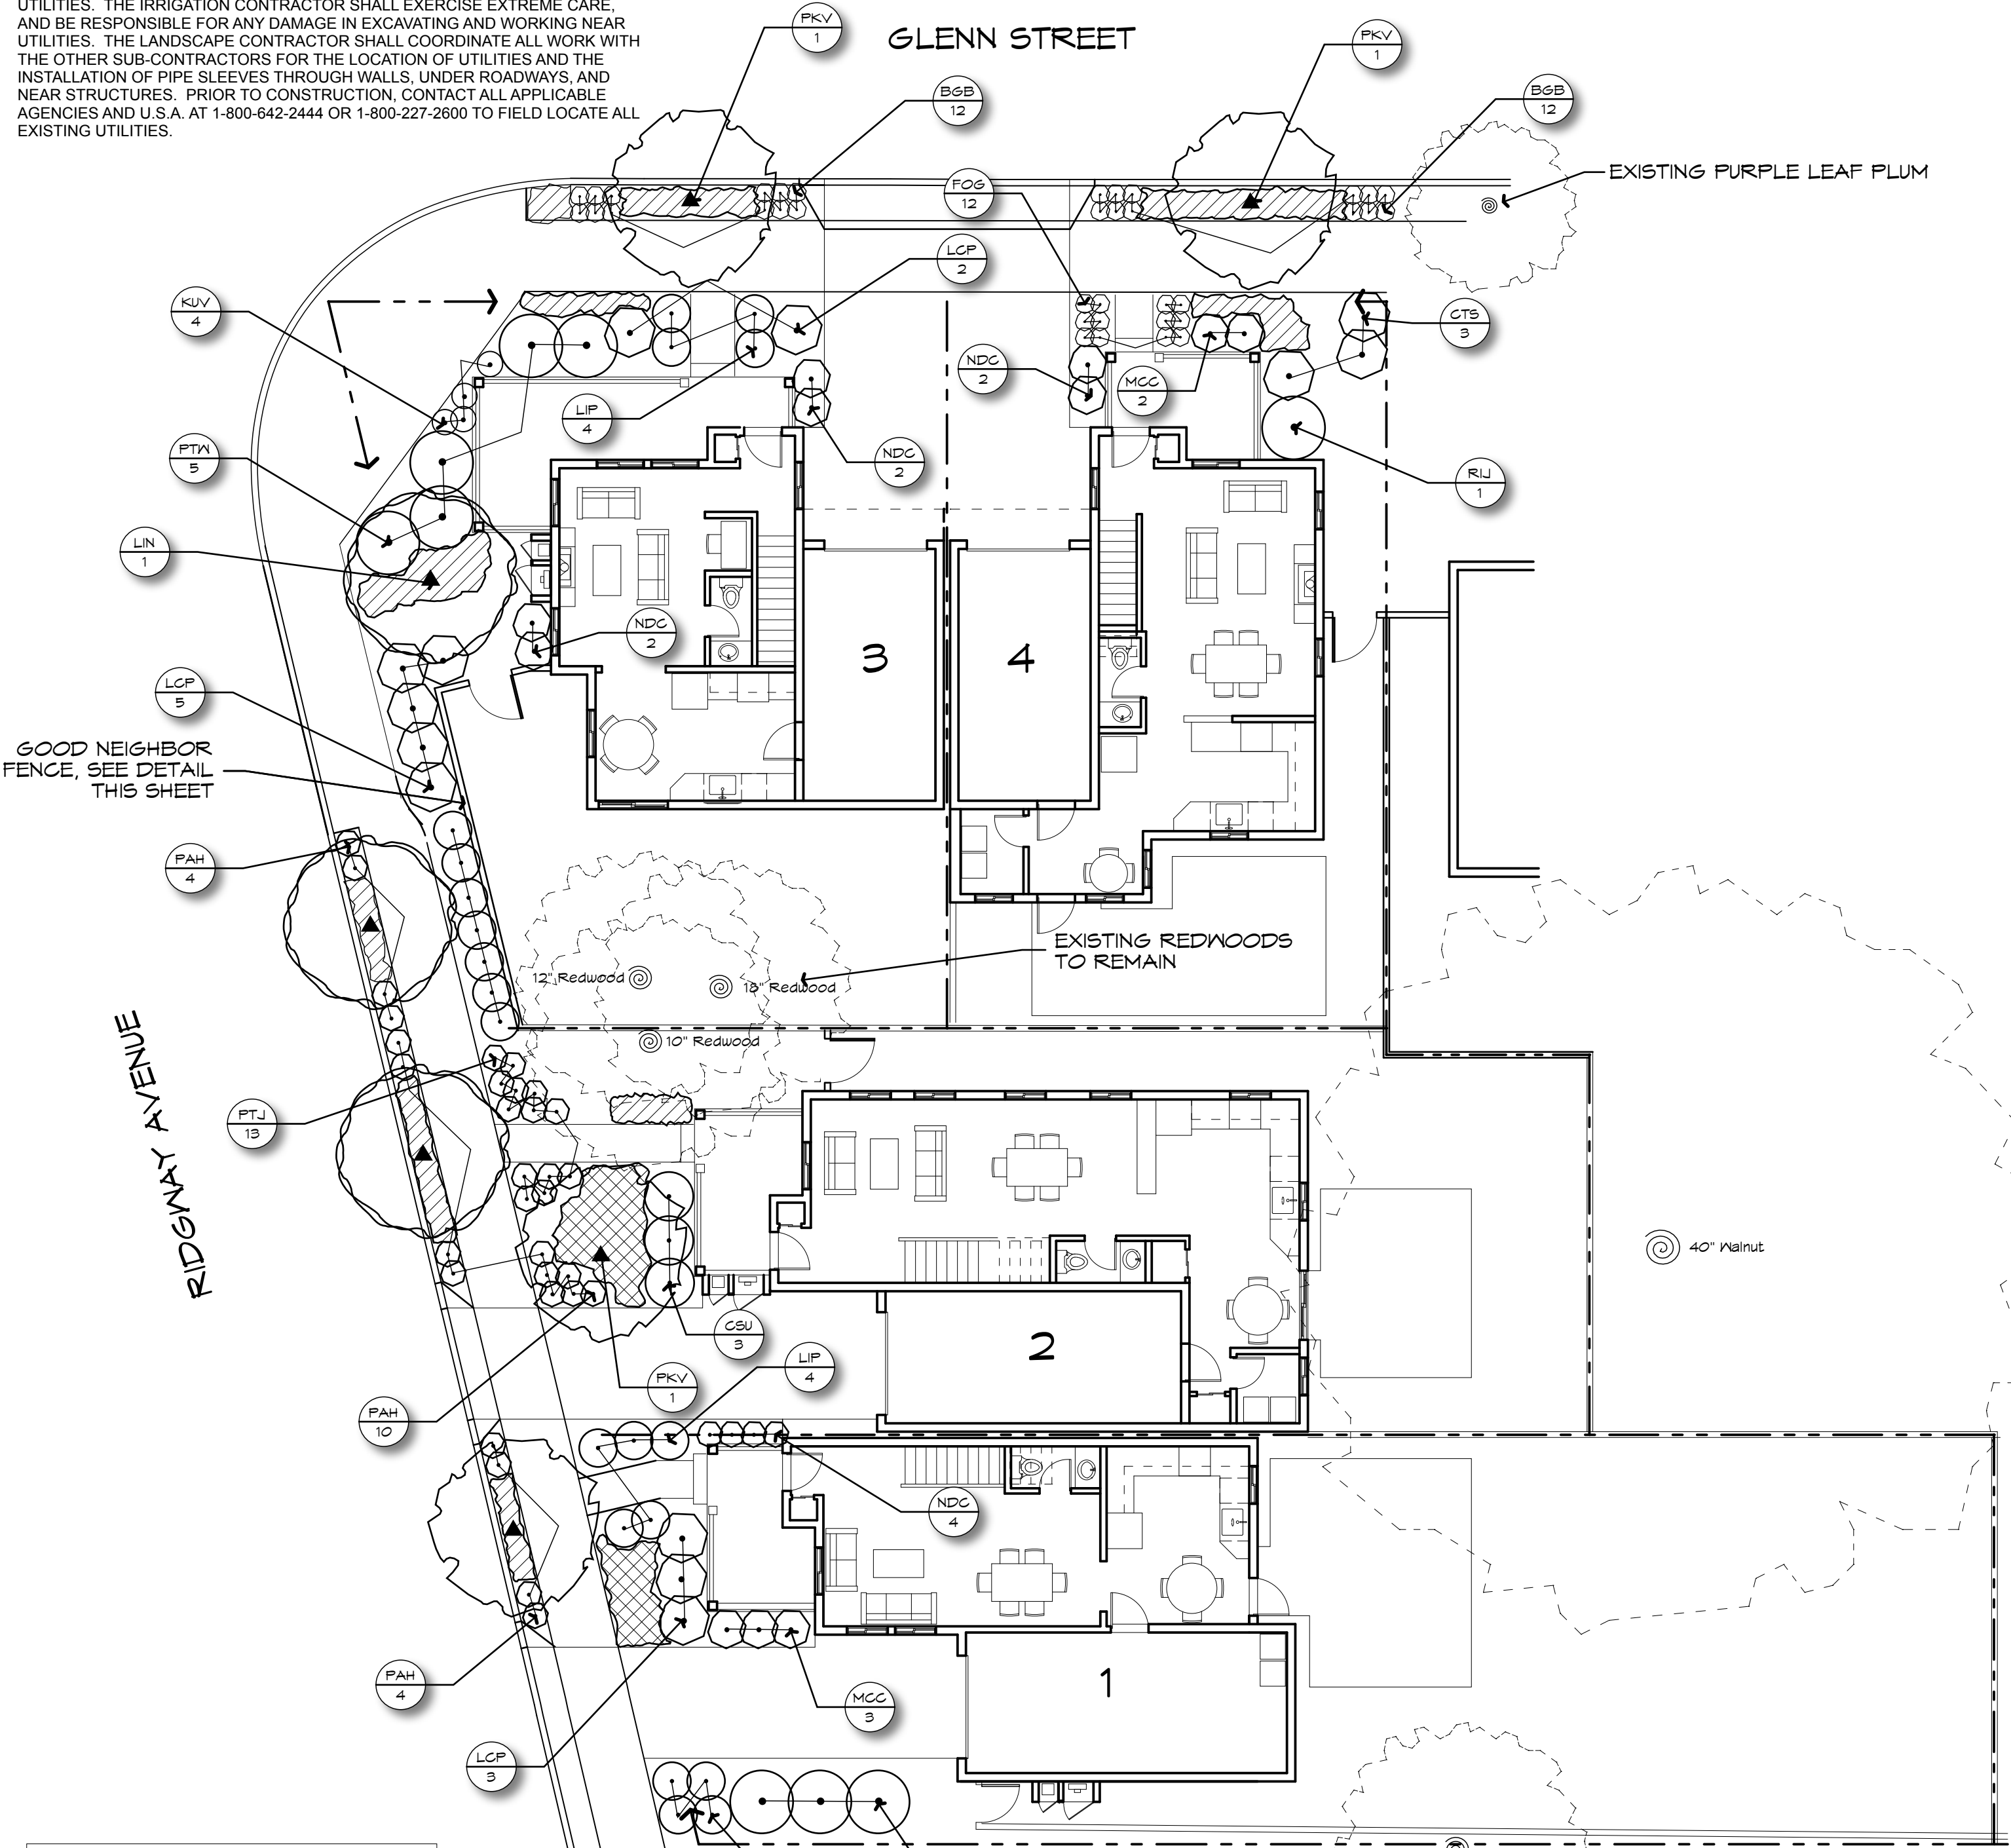 UTILITIES. THE IRRIGATION CONTRACTOR SHALL EXERCISE EXTREME CARE,
AND BE RESPONSIBLE FOR ANY DAMAGE IN EXCAVATING AND WORKING NEAR
UTILITIES. THE LANDSCAPE CONTRACTOR SHALL COORDINATE ALL WORK WITH
THE OTHER SUB-CONTRACTORS FOR THE LOCATION OF UTILITIES AND THE
INSTALLATION OF PIPE SLEEVES THROUGH WALLS, UNDER ROADWAYS, AND
NEAR STRUCTURES. PRIOR TO CONSTRUCTION, CONTACT ALL APPLICABLE
AGENCIES AND U.S.A. AT 1-800-642-2444 OR 1-800-227-2600 TO FIELD LOCATE ALL
EXISTING UTILITIES.
PKV
1
GLENN STREET
PKV
1
BGB
12
BGB
12
EXISTING PURPLE LEAF PLUM
FOG
12
LCP
2
KUV
4
CTS
3
NDC
2
MCC
2
LIP
4
PTW
5
NDC
2
RIJ
1
LIN
1
NDC
2
3
4
LCP
5
GOOD NEIGHBOR
FENCE, SEE DETAIL
THIS SHEET
PAH
4
EXISTING REDWOODS
TO REMAIN
12" Redwood
18" Redwood
10" Redwood
RIDGWAY AVENUE
PTJ
13
40" Walnut
CSU
3
2
LIP
4
PKV
1
PAH
10
NDC
4
PAH
4
1
MCC
3
LCP
3